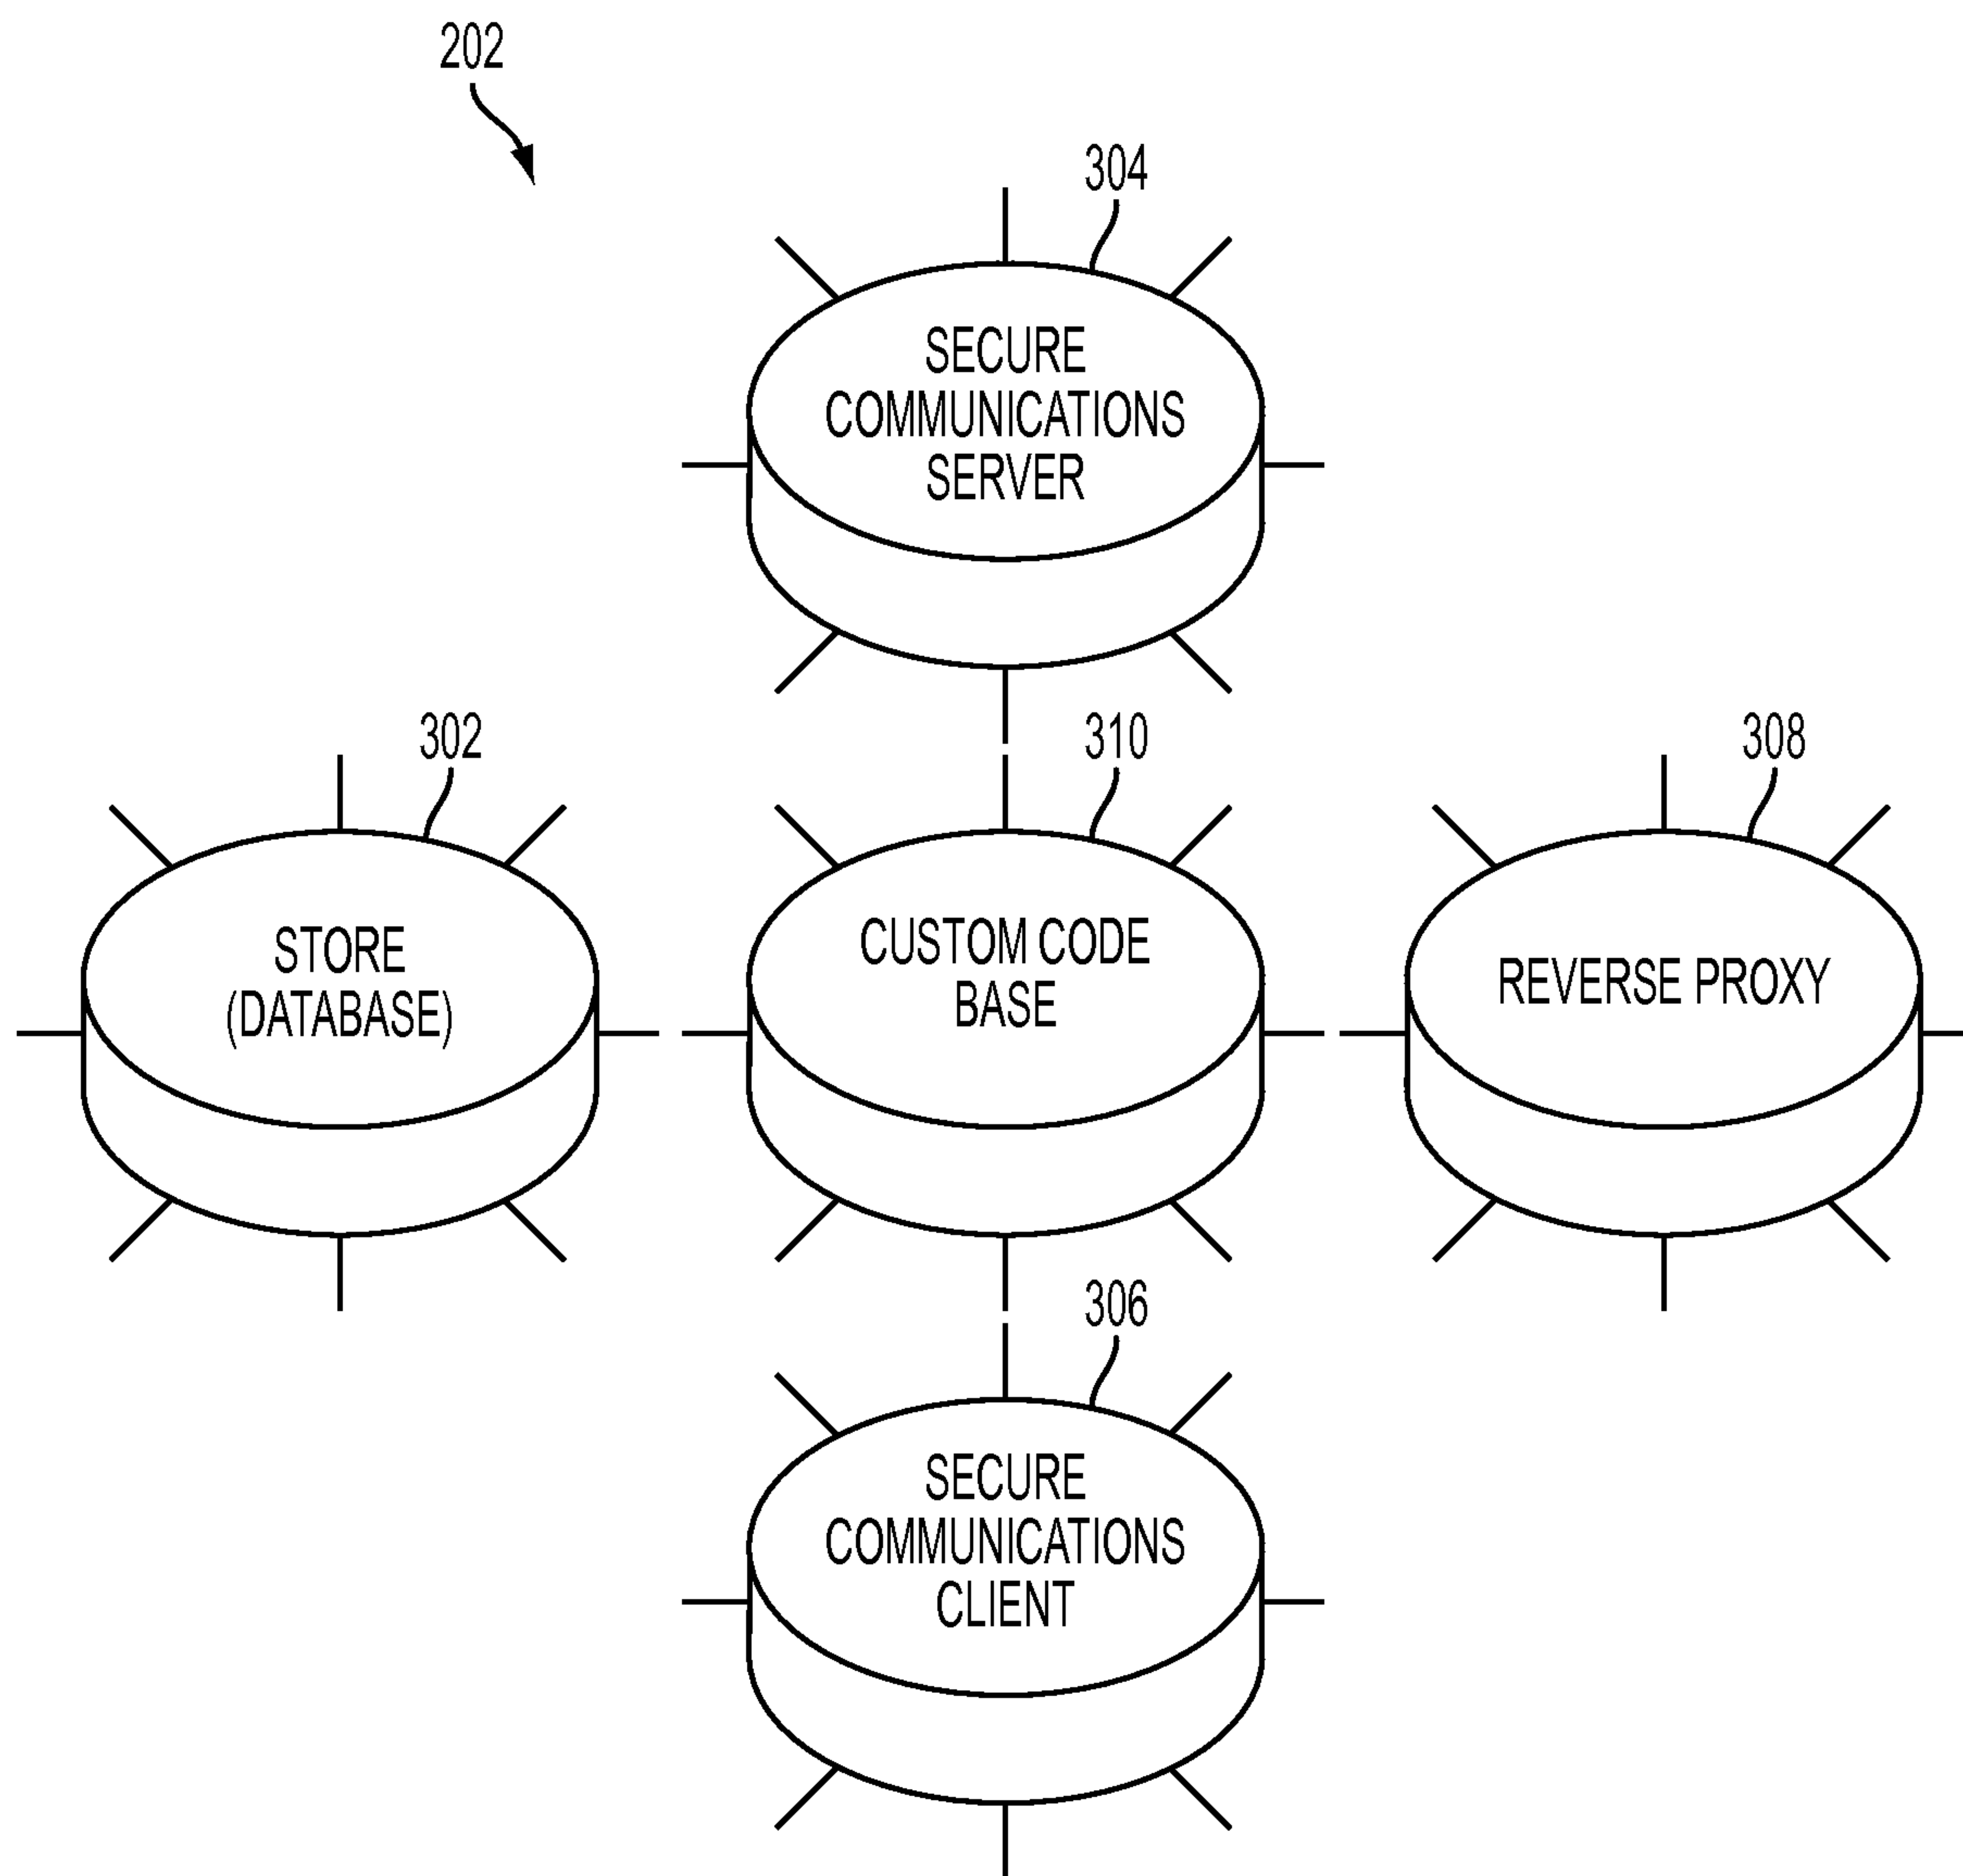 202
304
SECURE
COMMUNICATIONS
SERVER
302
310
308
STORE
(DATABASE)
CUSTOM CODE
BASE
REVERSE PROXY
306
SECURE
COMMUNICATIONS
CLIENT